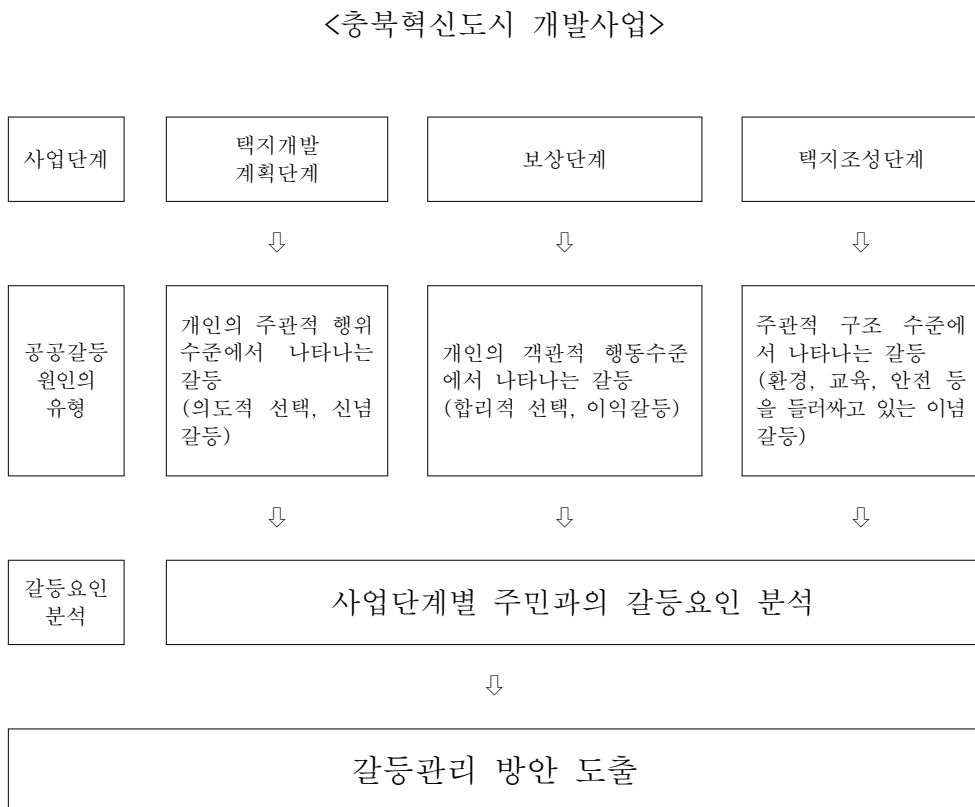 <충북혁신도시 개발사업>
사업단계
택지개발
계획단계
보상단계
택지조성단계
⇩ ⇩ ⇩
공공갈등
원인의
유형
개인의 주관적 행위
수준에서 나타나는
갈등
(의도적 선택, 신념
갈등)
개인의 객관적 행동수준
에서 나타나는 갈등
(합리적 선택, 이익갈등)
주관적 구조 수준에
서 나타나는 갈등
(환경, 교육, 안전 등
을 들러싸고 있는 이념
갈등)
⇩ ⇩ ⇩
갈등요인
분석
사업단계별 주민과의 갈등요인 분석
⇩
갈등관리 방안 도출